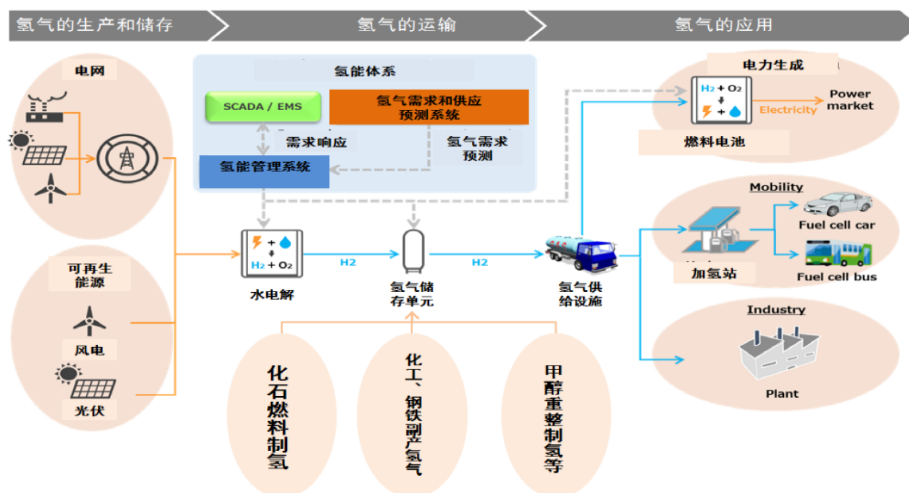 氢气的生产和储存
氢气的运输
氢气的应用
电网
氢能体系
SCADA / EMS
氢气需求和供应
预测系统
需求响应
氢气需求
预测
氢能管理系统
电力生成
H₂ + O₂
Electricity
Power
market
燃料电池
Mobility
Fuel cell car
加氢站
Fuel cell bus
可再生
能源
风电
光伏
H₂ + O₂
水电解
H2
氢气储
存单元
H2
氢气供
给设施
Industry
Plant
化石燃料制氢
化工、钢铁副产氢气
甲醇重整制氢等